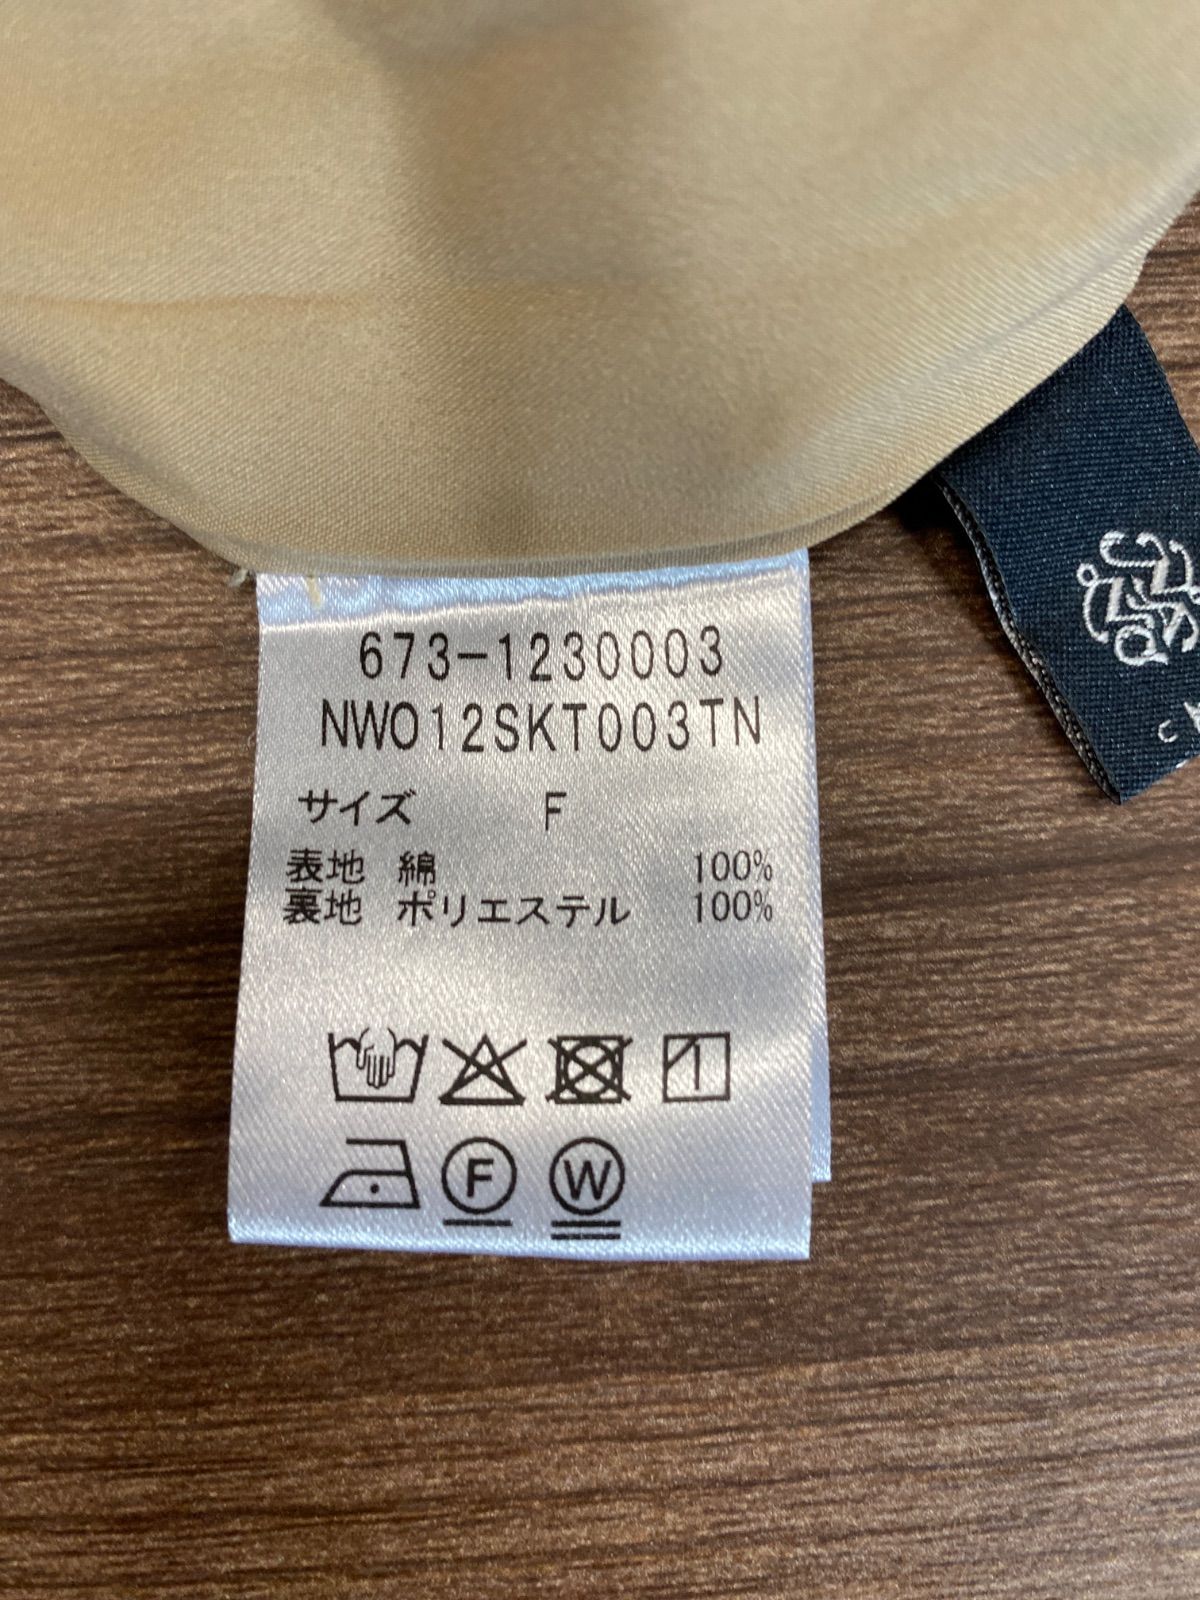 673-1230003
NW012SKT003TN
サイズ F
表地 綿 100%
裏地 ポリエステル 100%
1
F
W